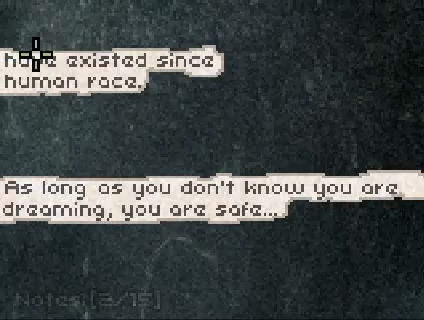 have existed since
human race.
As long as you don't know you are
dreaming, you are safe...
Notes:[3/15]